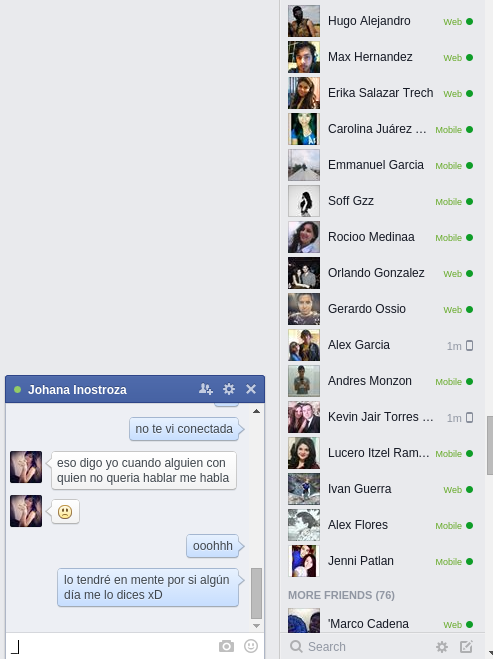 Hugo Alejandro Web
Max Hernandez Web
Erika Salazar Trech Web
Carolina Juárez ... Mobile
Emmanuel Garcia Mobile
Soff Gzz Mobile
Rocioo Medinaa Mobile
Orlando Gonzalez Web
Gerardo Ossio Web
Alex Garcia 1m
Andres Monzon Mobile
Kevin Jair Torres ... 1m
Lucero Itzel Ram... Mobile
Ivan Guerra Web
Alex Flores Mobile
Jenni Patlan Mobile
MORE FRIENDS (76)
'Marco Cadena Web
Search
Johana Inostroza
no te vi conectada
eso digo yo cuando alguien con
quien no queria hablar me habla
ooohhh
lo tendré en mente por si algún
día me lo dices xD